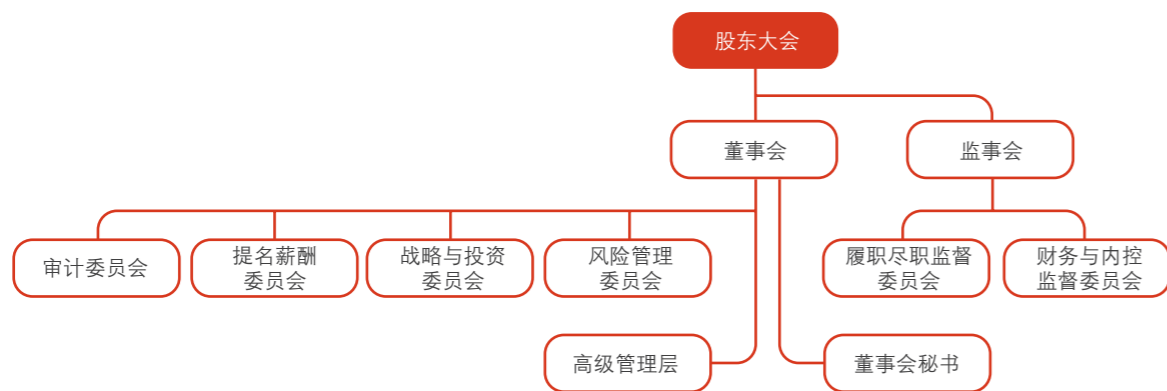 股东大会
董事会
监事会
审计委员会
提名薪酬
委员会
战略与投资
委员会
风险管理
委员会
履职尽职监督
委员会
财务与内控
监督委员会
高级管理层
董事会秘书